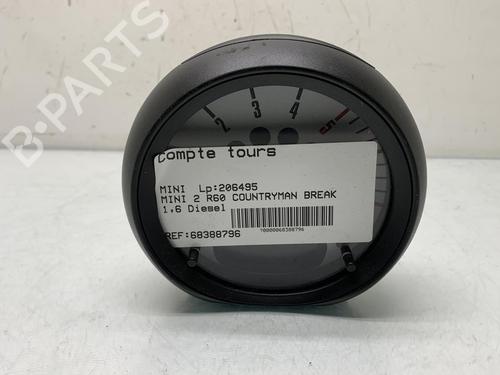 B-PARTS
2 3 4 5
compte tours
MINI Lp:206495
MINI 2 R60 COUNTRYMAN BREAK
1,6 Diesel
*0000068388796
REF:68388796